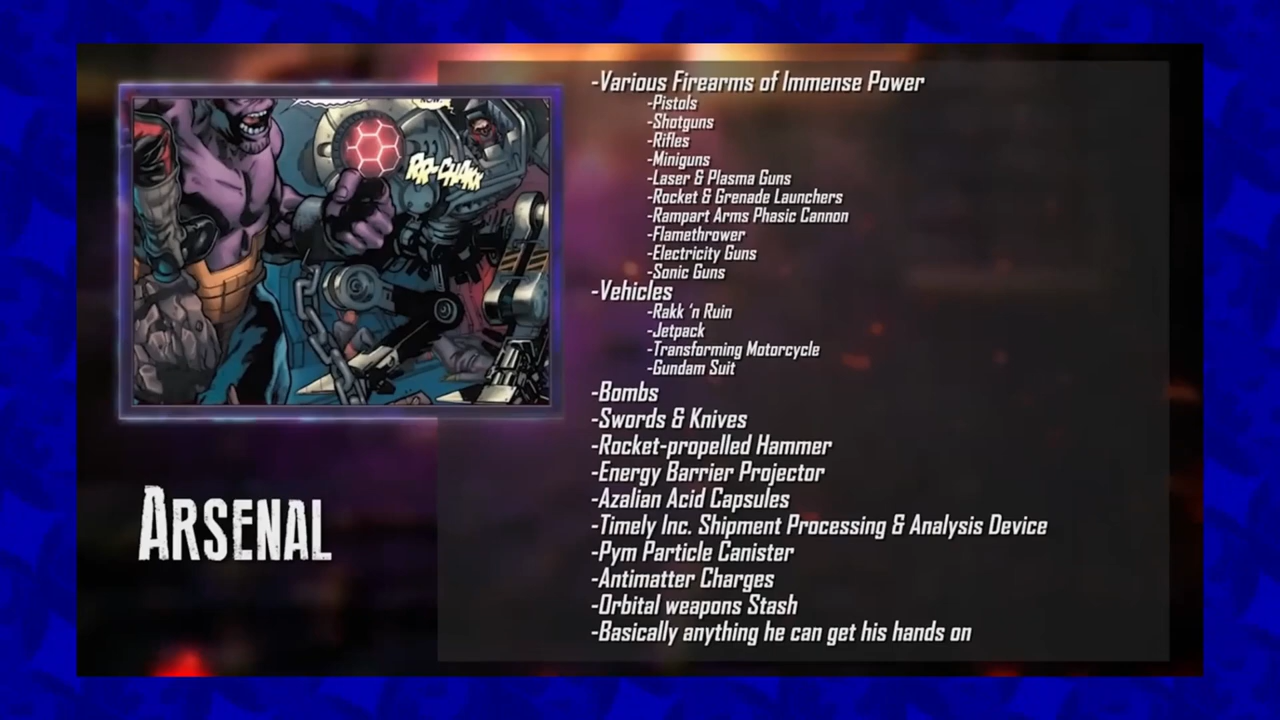 NOW.
RR-CHAKK
ARSENAL
-Various Firearms of Immense Power
-Pistols
-Shotguns
-Rifles
-Miniguns
-Laser & Plasma Guns
-Rocket & Grenade Launchers
-Rampart Arms Phasic Cannon
-Flamethrower
-Electricity Guns
-Sonic Guns
-Vehicles
-Rakk 'n Ruin
-Jetpack
-Transforming Motorcycle
-Gundam Suit
-Bombs
-Swords & Knives
-Rocket-propelled Hammer
-Energy Barrier Projector
-Azalian Acid Capsules
-Timely Inc. Shipment Processing & Analysis Device
-Pym Particle Canister
-Antimatter Charges
-Orbital weapons Stash
-Basically anything he can get his hands on